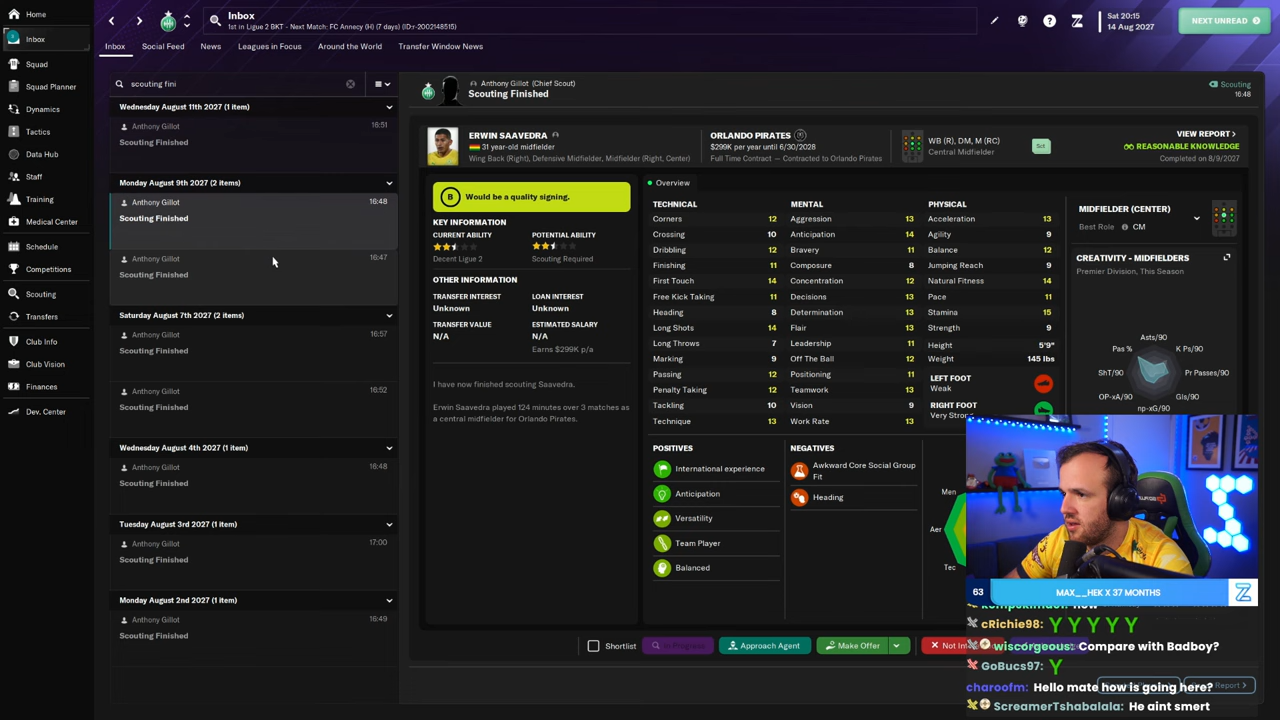 Home
Inbox
Squad
Squad Planner
Dynamics
Tactics
Data Hub
Staff
Training
Medical Center
Schedule
Competitions
Scouting
Transfers
Club Info
Club Vision
Finances
Dev. Center
Inbox
1st in Ligue 2 BKT - Next Match: FC Annecy (H) (7 days) (ID:r-2002148515)
Sat 20:15
14 Aug 2027
NEXT UNREAD
Inbox
Social Feed
News
Leagues in Focus
Around the World
Transfer Window News
scouting fini
Wednesday August 11th 2027 (1 item)
Anthony Gillot 16:51
Scouting Finished
Monday August 9th 2027 (2 items)
Anthony Gillot 16:48
Scouting Finished
Anthony Gillot 16:47
Scouting Finished
Saturday August 7th 2027 (2 items)
Anthony Gillot 16:57
Scouting Finished
Anthony Gillot 16:52
Scouting Finished
Wednesday August 4th 2027 (1 item)
Anthony Gillot 16:48
Scouting Finished
Tuesday August 3rd 2027 (1 item)
Anthony Gillot 17:00
Scouting Finished
Monday August 2nd 2027 (1 item)
Anthony Gillot 16:49
Scouting Finished
Anthony Gillot (Chief Scout)
Scouting Finished
Scouting
16:48
ERWIN SAAVEDRA
31 year-old midfielder
Wing Back (Right), Defensive Midfielder, Midfielder (Right, Center)
ORLANDO PIRATES
$299K per year until 6/30/2028
Full Time Contract - Contracted to Orlando Pirates
WB (R), DM, M (RC)
Central Midfielder
Sct
VIEW REPORT
REASONABLE KNOWLEDGE
Completed on 8/9/2027
B Would be a quality signing.
KEY INFORMATION
CURRENT ABILITY POTENTIAL ABILITY
Decent Ligue 2 Scouting Required
OTHER INFORMATION
TRANSFER INTEREST LOAN INTEREST
Unknown Unknown
TRANSFER VALUE ESTIMATED SALARY
N/A N/A
Earns $299K p/a
I have now finished scouting Saavedra.
Erwin Saavedra played 124 minutes over 3 matches as
a central midfielder for Orlando Pirates.
Overview
TECHNICAL MENTAL PHYSICAL
Corners 12 Aggression 13 Acceleration 13
Crossing 10 Anticipation 14 Agility 9
Dribbling 12 Bravery 11 Balance 12
Finishing 11 Composure 8 Jumping Reach 9
First Touch 14 Concentration 12 Natural Fitness 14
Free Kick Taking 11 Decisions 13 Pace 11
Heading 8 Determination 13 Stamina 15
Long Shots 14 Flair 13 Strength 9
Long Throws 7 Leadership 11 Height 5'9"
Marking 9 Off The Ball 12 Weight 145 lbs
Passing 12 Positioning 11 LEFT FOOT
Penalty Taking 12 Teamwork 13 Weak
Tackling 10 Vision 9 RIGHT FOOT
Technique 13 Work Rate 13 Very Strong
POSITIVES
International experience
Anticipation
Versatility
Team Player
Balanced
NEGATIVES
Awkward Core Social Group
Fit
Heading
Men
Aer
Tec
MIDFIELDER (CENTER)
Best Role CM
CREATIVITY - MIDFIELDERS
Premier Division, This Season
Asts/90
K Ps/90
Pr Passes/90
Gls/90
np-xG/90
OP-xA/90
ShT/90
Pas %
Shortlist
Approach Agent
Make Offer
63 MAX__HEK X 37 MONTHS
cRichie98: Y Y Y Y Y
wiscorgeous: Compare with Badboy?
GoBucs97: Y
charoofm: Hello mate how is going here?
ScreamerTshabalala: He aint smert